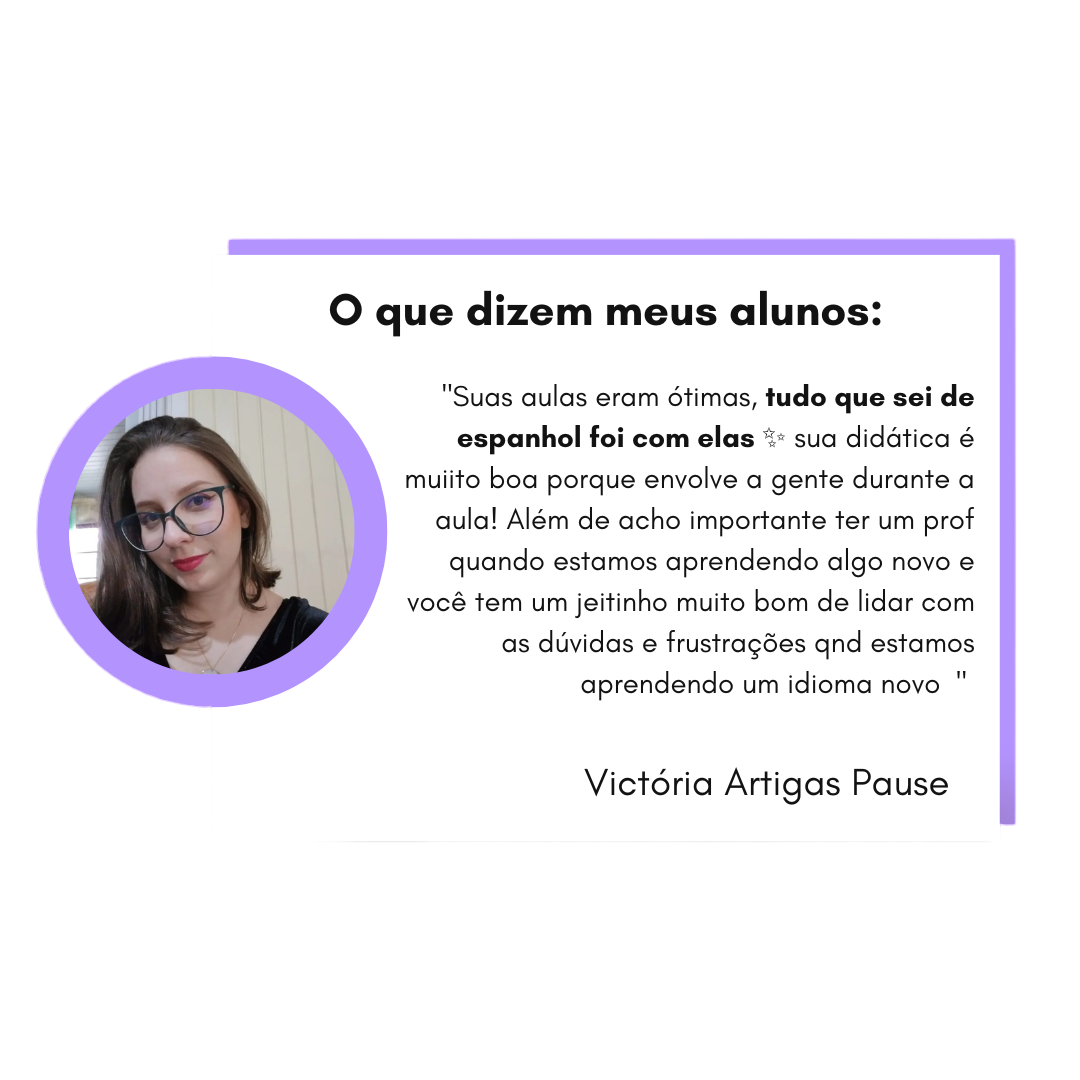 O que dizem meus alunos:
"Suas aulas eram ótimas, tudo que sei de
espanhol foi com elas ✨ sua didática é
muiito boa porque envolve a gente durante a
aula! Além de acho importante ter um prof
quando estamos aprendendo algo novo e
você tem um jeitinho muito bom de lidar com
as dúvidas e frustrações qnd estamos
aprendendo um idioma novo  "
Victória Artigas Pause